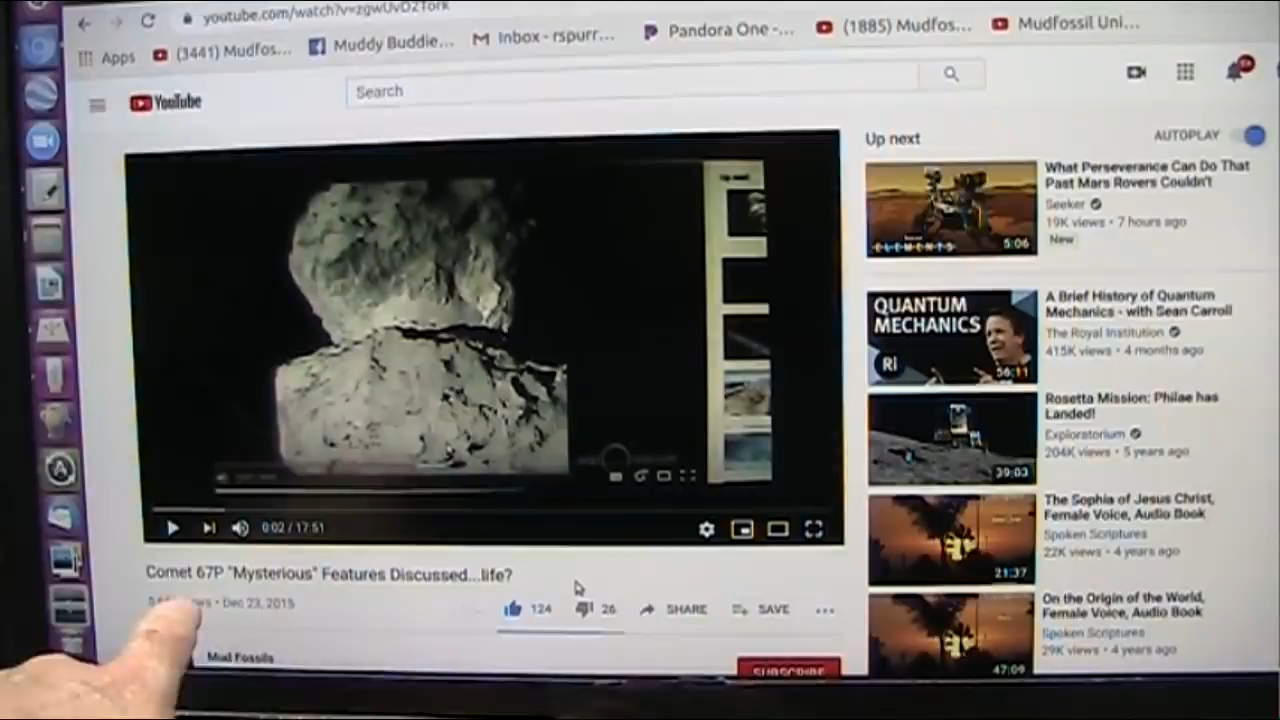 youtube.com/watch?v=zgwUvO2Tork
Apps (3441) Mudfos... Muddy Buddie... Inbox - rspurr... Pandora One -... (1885) Mudfos... Mudfossil Uni...
YouTube
Search
Up next
AUTOPLAY
What Perseverance Can Do That
Past Mars Rovers Couldn't
Seeker
19K views • 7 hours ago
New
ELEMENTS
5:06
QUANTUM
MECHANICS
Ri
56:11
A Brief History of Quantum
Mechanics - with Sean Carroll
The Royal Institution
415K views • 4 months ago
Rosetta Mission: Philae has
Landed!
Exploratorium
204K views • 5 years ago
39:03
The Sophia of Jesus Christ,
Female Voice, Audio Book
Spoken Scriptures
22K views • 4 years ago
21:37
On the Origin of the World,
Female Voice, Audio Book
Spoken Scriptures
29K views • 4 years ago
47:09
0:02 / 17:51
Comet 67P "Mysterious" Features Discussed...life?
• Dec 23, 2015
124
26
SHARE
SAVE
Mud Fossils
SUBSCRIBE